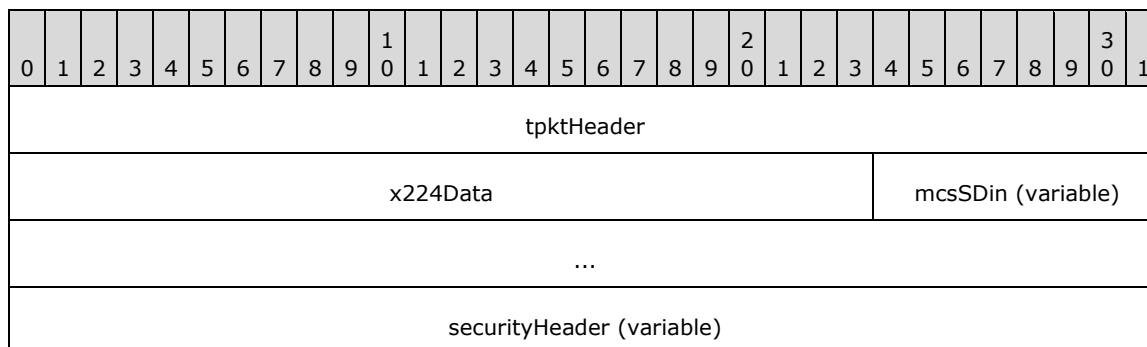 1 2 3
0 1 2 3 4 5 6 7 8 9 0 1 2 3 4 5 6 7 8 9 0 1 2 3 4 5 6 7 8 9 0 1
tpktHeader
x224Data mcsSDin (variable)
...
securityHeader (variable)